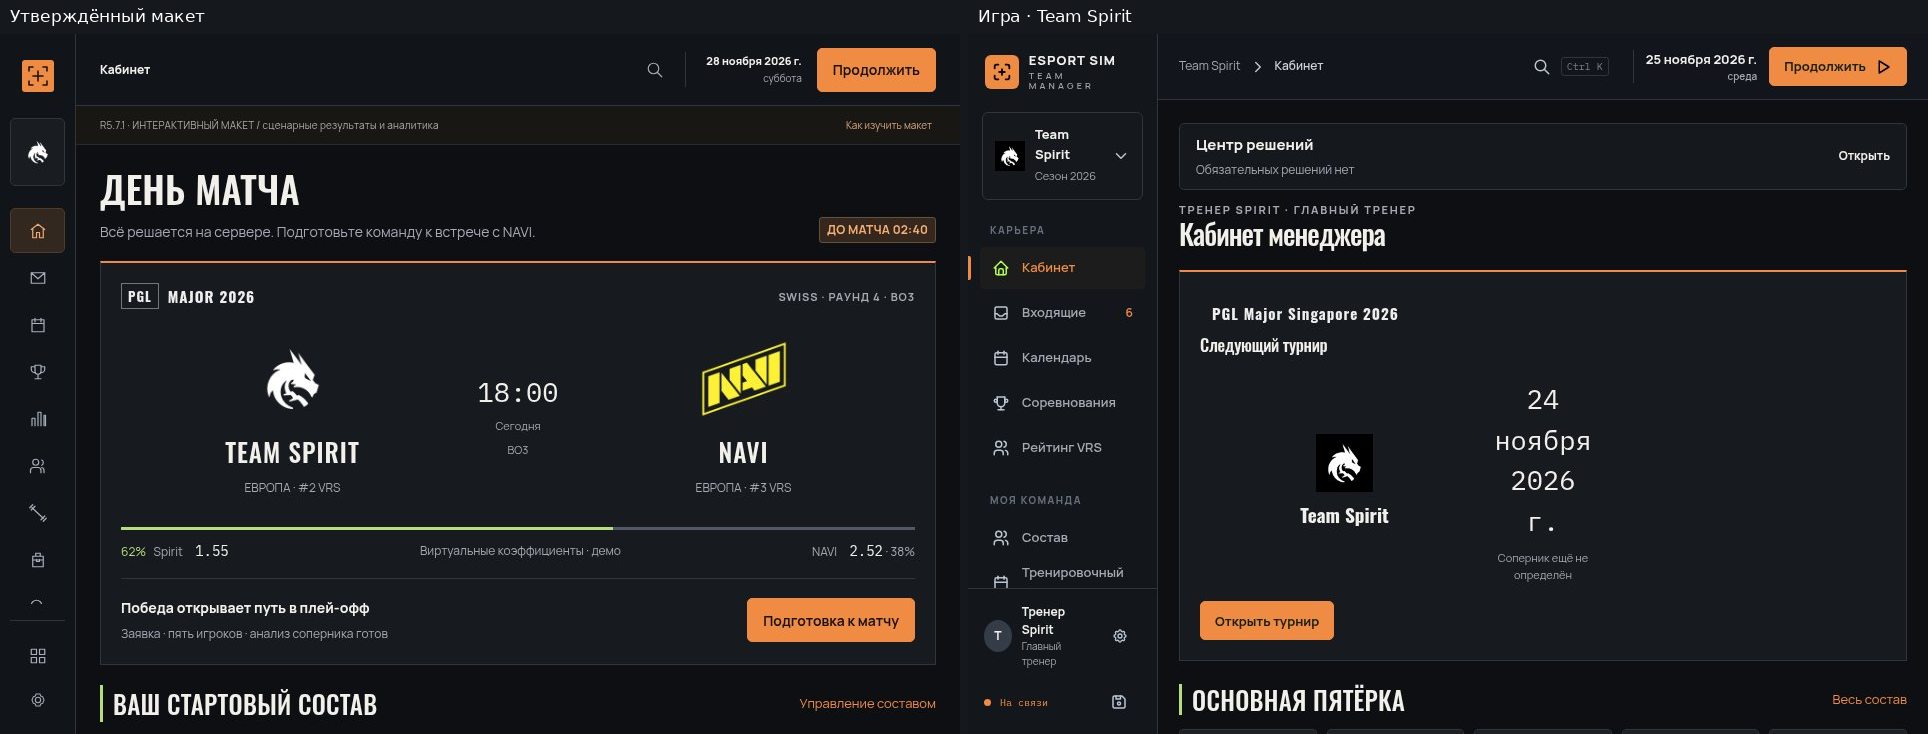 Утверждённый макет
Кабинет
28 ноября 2026 г.
суббота
Продолжить
R5.7.1 · ИНТЕРАКТИВНЫЙ МАКЕТ / сценарные результаты и аналитика
Как изучить макет
ДЕНЬ МАТЧА
Всё решается на сервере. Подготовьте команду к встрече с NAVI.
ДО МАТЧА 02:40
PGL MAJOR 2026
SWISS · РАУНД 4 · BO3
NAVI
18:00
Сегодня
BO3
TEAM SPIRIT
NAVI
ЕВРОПА · #2 VRS
ЕВРОПА · #3 VRS
62% Spirit 1.55
Виртуальные коэффициенты · демо
NAVI 2.52 · 38%
Победа открывает путь в плей-офф
Заявка · пять игроков · анализ соперника готов
Подготовка к матчу
ВАШ СТАРТОВЫЙ СОСТАВ
Управление составом
Игра · Team Spirit
ESPORT SIM
TEAM
MANAGER
Team
Spirit
Сезон 2026
КАРЬЕРА
Кабинет
Входящие 6
Календарь
Соревнования
Рейтинг VRS
МОЯ КОМАНДА
Состав
Тренировочный
T
Тренер
Spirit
Главный
тренер
На связи
Team Spirit > Кабинет
Ctrl K
25 ноября 2026 г.
среда
Продолжить
Центр решений
Обязательных решений нет
Открыть
ТРЕНЕР SPIRIT · ГЛАВНЫЙ ТРЕНЕР
Кабинет менеджера
PGL Major Singapore 2026
Следующий турнир
24
ноября
2026
г.
Team Spirit
Соперник ещё не
определён
Открыть турнир
ОСНОВНАЯ ПЯТЁРКА
Весь состав